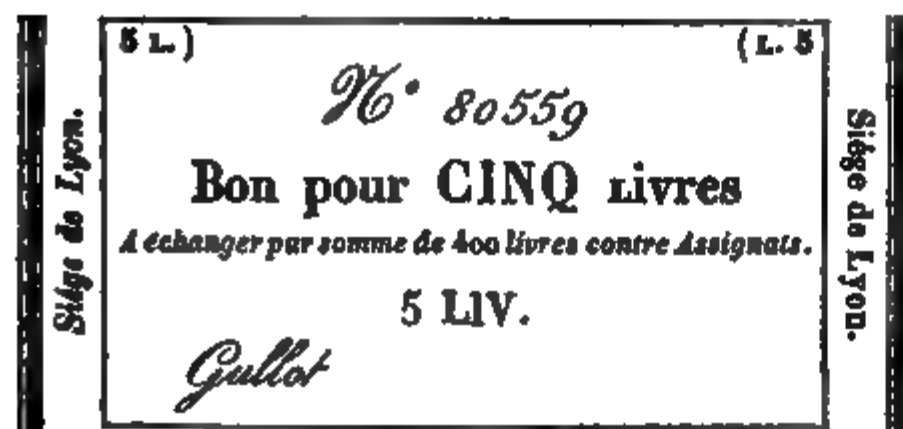 Siége de Lyon.
5 L.) (L. 5
N° 80559
Bon pour CINQ Livres
A échanger par somme de 400 livres contre Assignats.
5 LIV.
Gullot
Siége de Lyon.